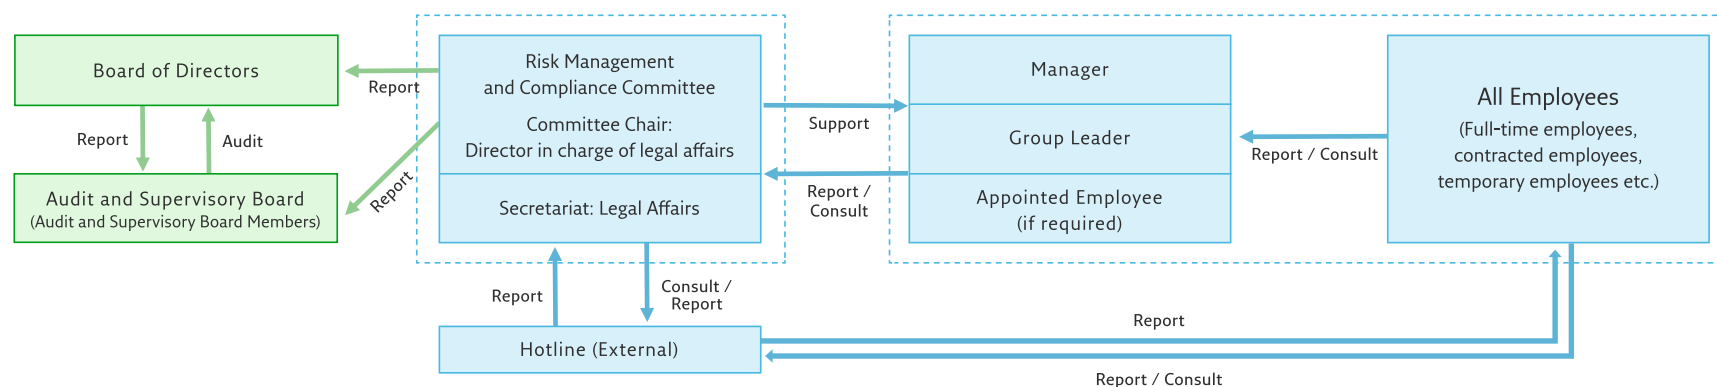 Board of Directors
Report
Audit
Audit and Supervisory Board
(Audit and Supervisory Board Members)
Report
Report
Risk Management
and Compliance Committee
Committee Chair:
Director in charge of legal affairs
Secretariat: Legal Affairs
Support
Report /
Consult
Manager
Group Leader
Appointed Employee
(if required)
Report / Consult
All Employees
(Full-time employees,
contracted employees,
temporary employees etc.)
Report
Consult /
Report
Hotline (External)
Report
Report / Consult